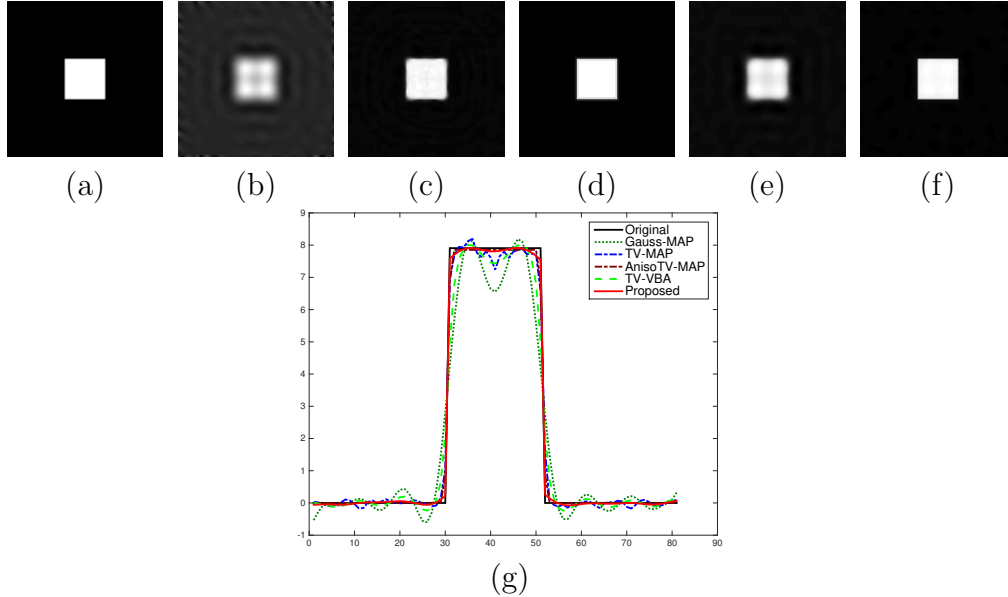 (a) (b) (c) (d) (e) (f)
9
8
7
6
5
4
3
2
1
0
-1
Original
Gauss-MAP
TV-MAP
AnisoTV-MAP
TV-VBA
Proposed
0 10 20 30 40 50 60 70 80 90
(g)